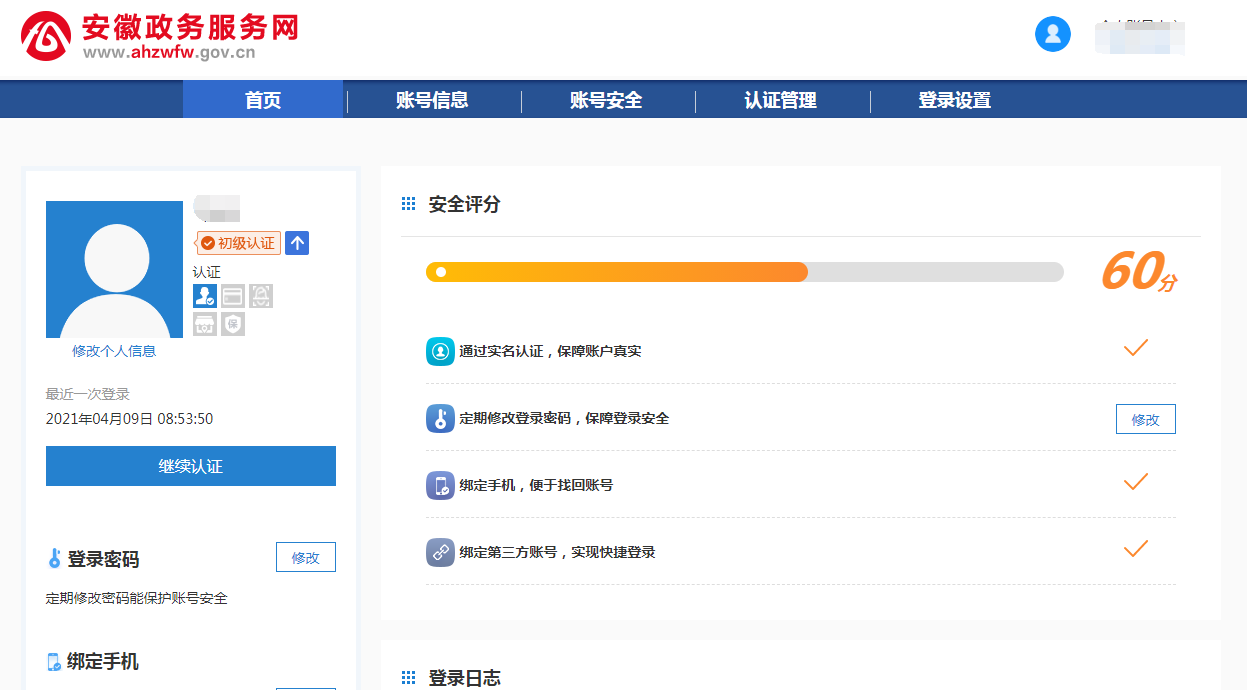 安徽政务服务网
www.ahzwfw.gov.cn
首页
账号信息
账号安全
认证管理
登录设置
初级认证
认证
保
修改个人信息
最近一次登录
2021年04月09日 08:53:50
继续认证
登录密码
修改
定期修改密码能保护账号安全
绑定手机
安全评分
60分
通过实名认证，保障账户真实
定期修改登录密码，保障登录安全
修改
绑定手机，便于找回账号
绑定第三方账号，实现快捷登录
登录日志